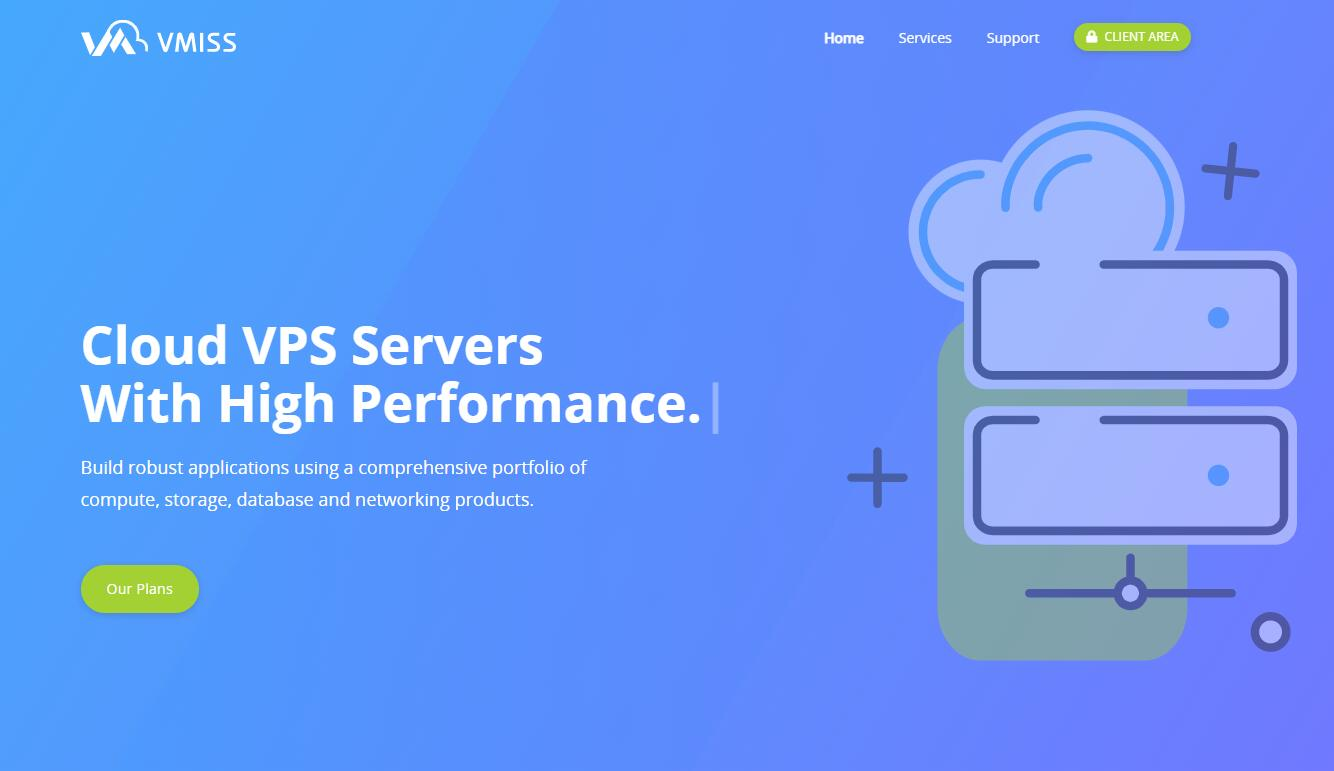 VMISS
Home
Services
Support
CLIENT AREA
Cloud VPS Servers
With High Performance.
Build robust applications using a comprehensive portfolio of
compute, storage, database and networking products.
Our Plans